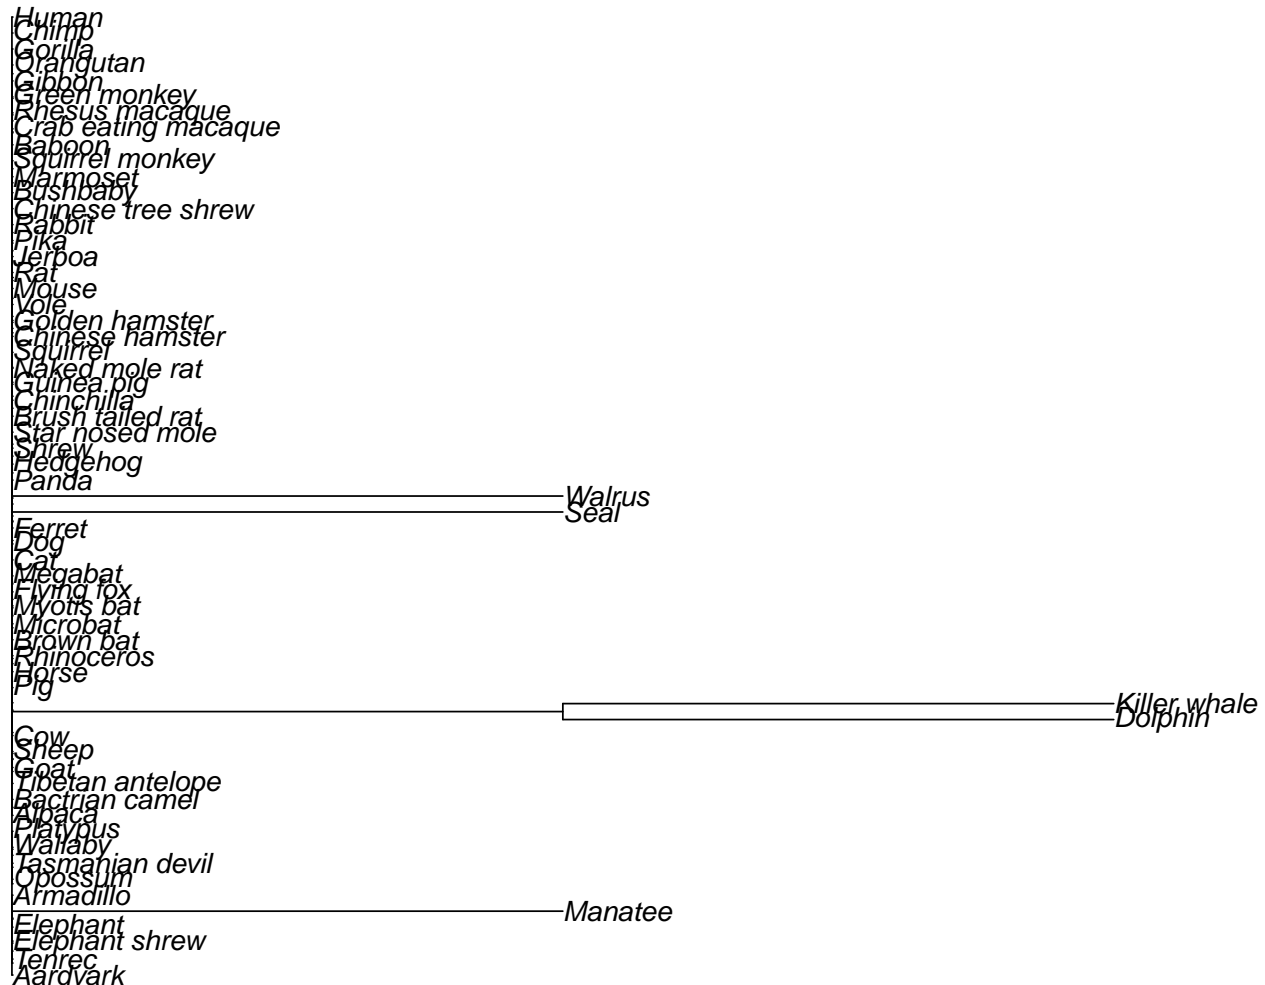 Human
Chimp
Gorilla
Orangutan
Gibbon
Green monkey
Rhesus macaque
Crab eating macaque
Baboon
Squirrel monkey
Marmoset
Bushbaby
Chinese tree shrew
Rabbit
Pika
Jerboa
Rat
Mouse
Vole
Golden hamster
Chinese hamster
Squirrel
Naked mole rat
Guinea pig
Chinchilla
Brush tailed rat
Star nosed mole
Shrew
Hedgehog
Panda
Walrus
Seal
Ferret
Dog
Cat
Megabat
Flying fox
Myotis bat
Microbat
Brown bat
Rhinoceros
Horse
Pig
Killer whale
Dolphin
Cow
Sheep
Goat
Tibetan antelope
Bactrian camel
Alpaca
Platypus
Wallaby
Tasmanian devil
Opossum
Armadillo
Manatee
Elephant
Elephant shrew
Tenrec
Aardvark